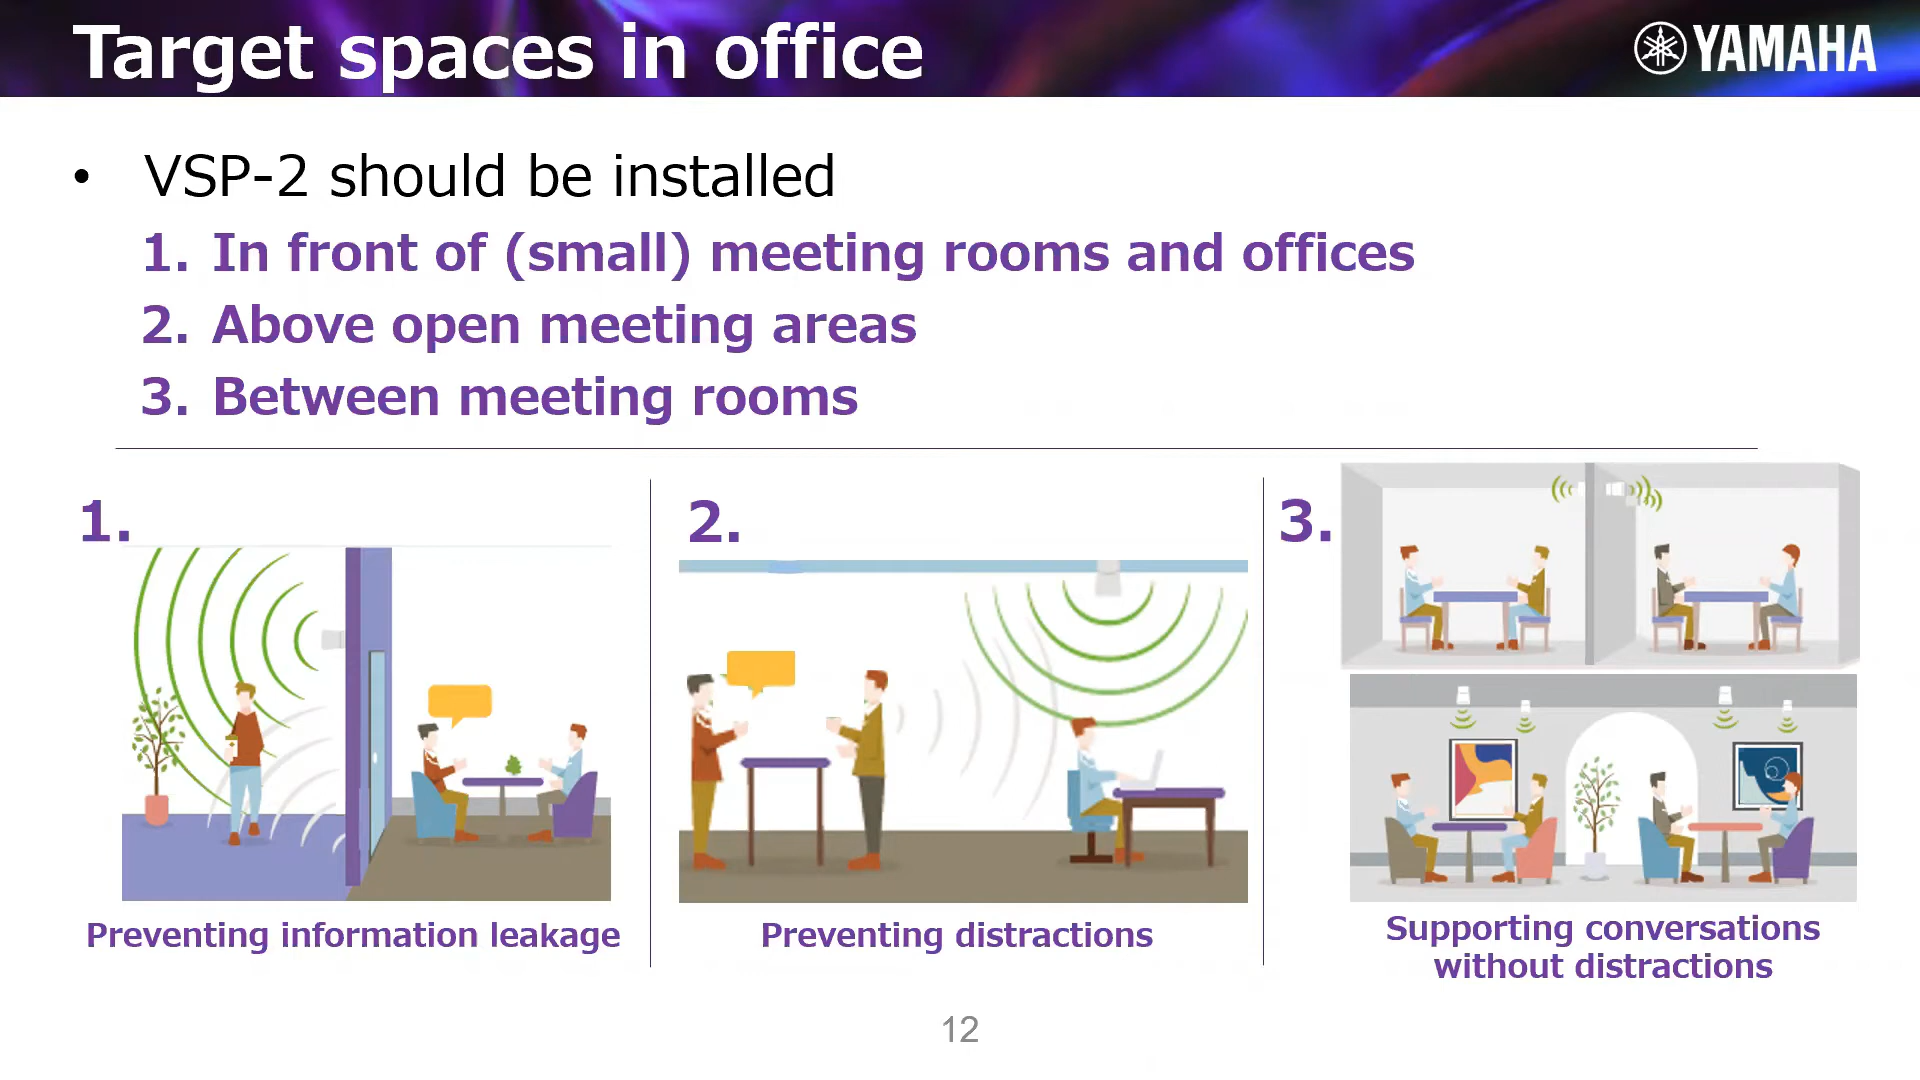 Target spaces in office
YAMAHA
• VSP-2 should be installed
1. In front of (small) meeting rooms and offices
2. Above open meeting areas
3. Between meeting rooms
1.
2.
3.
Preventing information leakage
Preventing distractions
Supporting conversations
without distractions
12